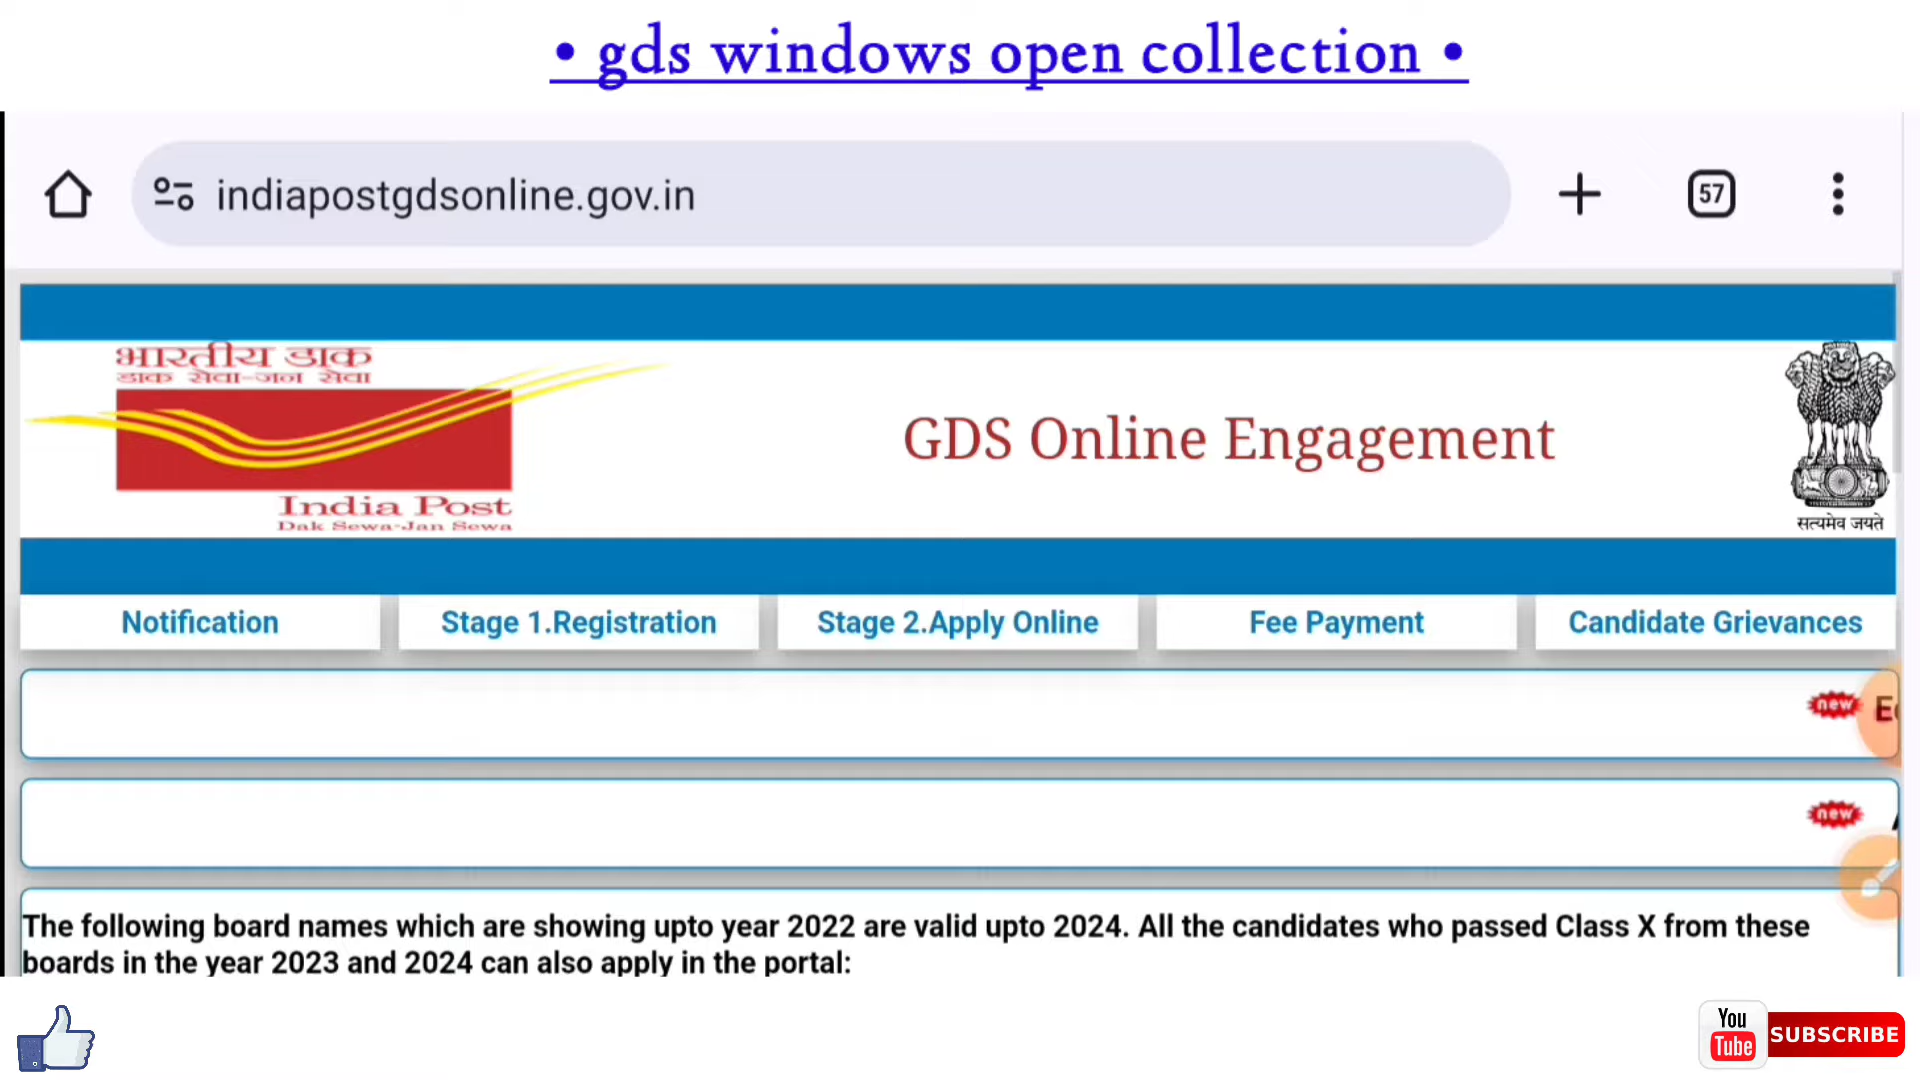 • gds windows open collection •
indiapostgdsonline.gov.in
57
भारतीय डाक
डाक सेवा-जन सेवा
India Post
Dak Sewa-Jan Sewa
GDS Online Engagement
सत्यमेव जयते
Notification
Stage 1.Registration
Stage 2.Apply Online
Fee Payment
Candidate Grievances
new
new
The following board names which are showing upto year 2022 are valid upto 2024. All the candidates who passed Class X from these
boards in the year 2023 and 2024 can also apply in the portal:
You
Tube
SUBSCRIBE